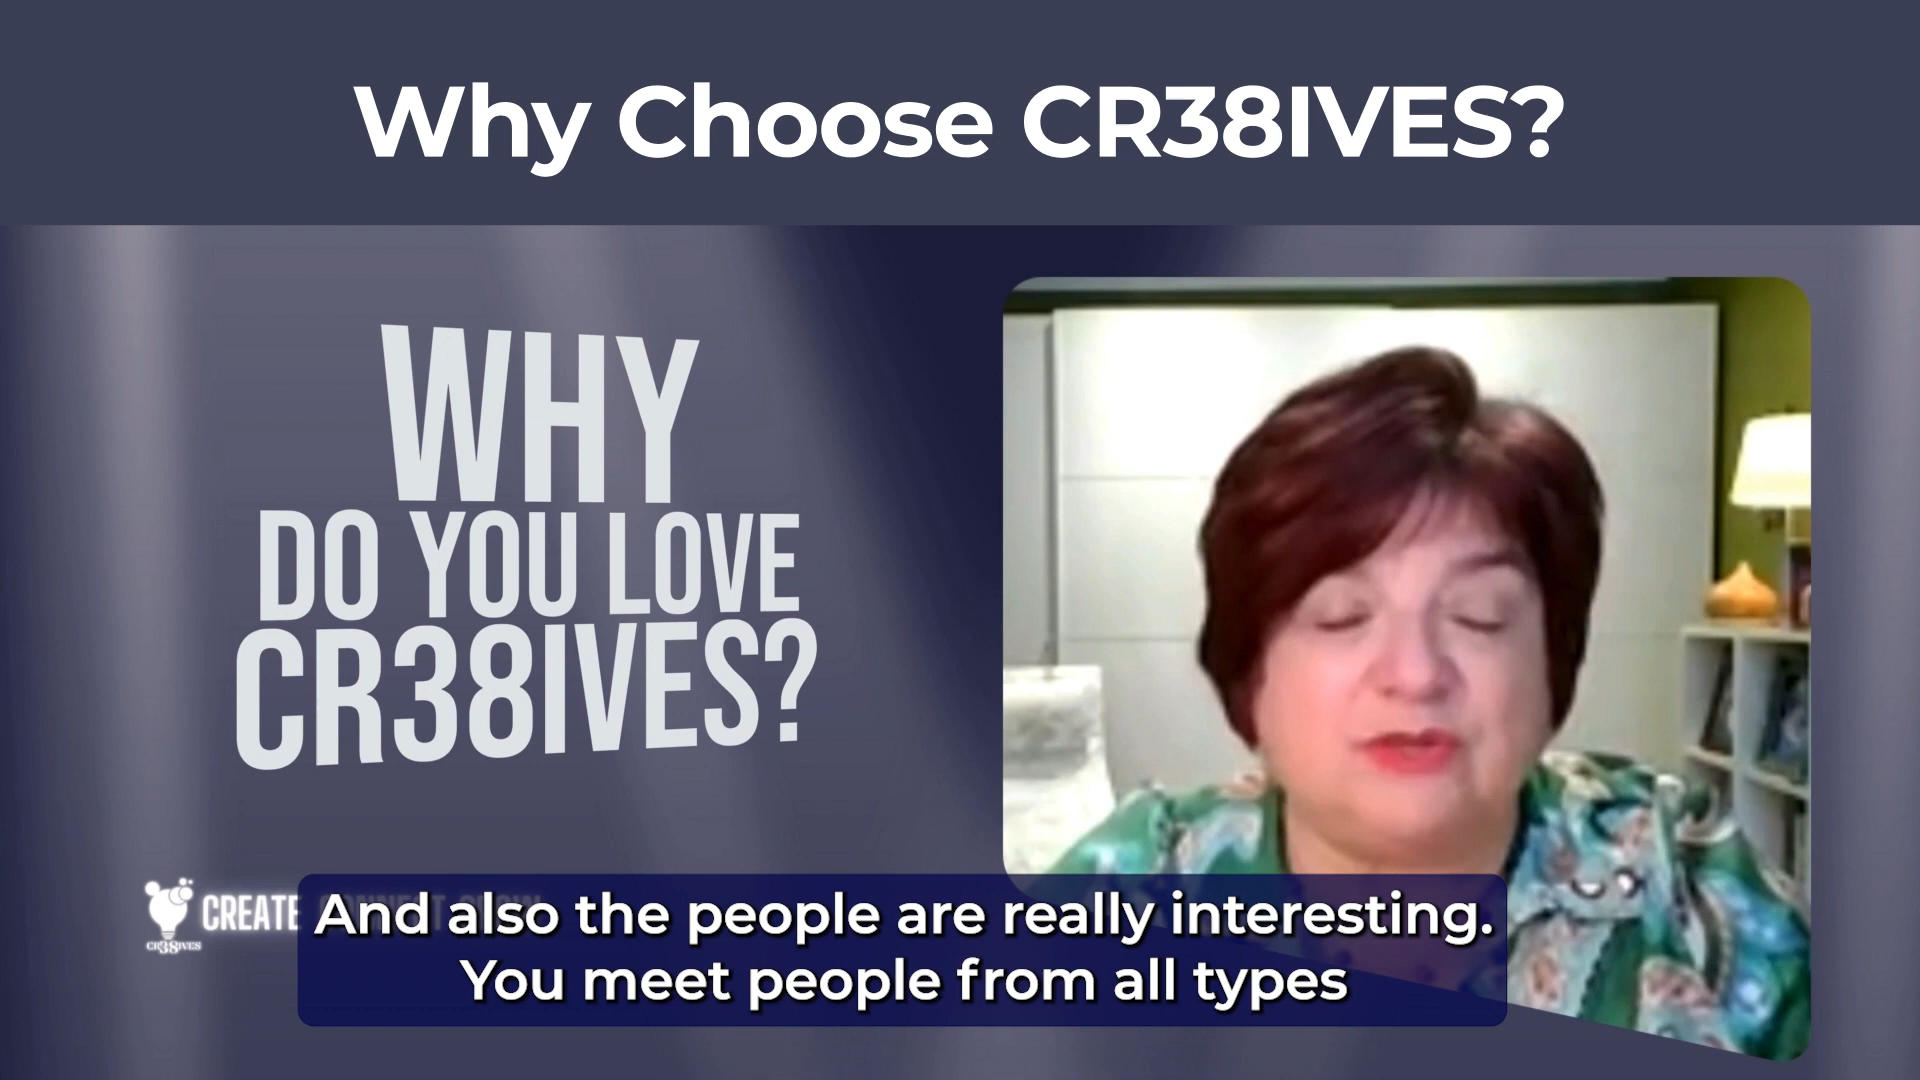 Why Choose CR38IVES?
WHY
DO YOU LOVE
CR38IVES?
CREATE
CR38IVES
And also the people are really interesting.
You meet people from all types